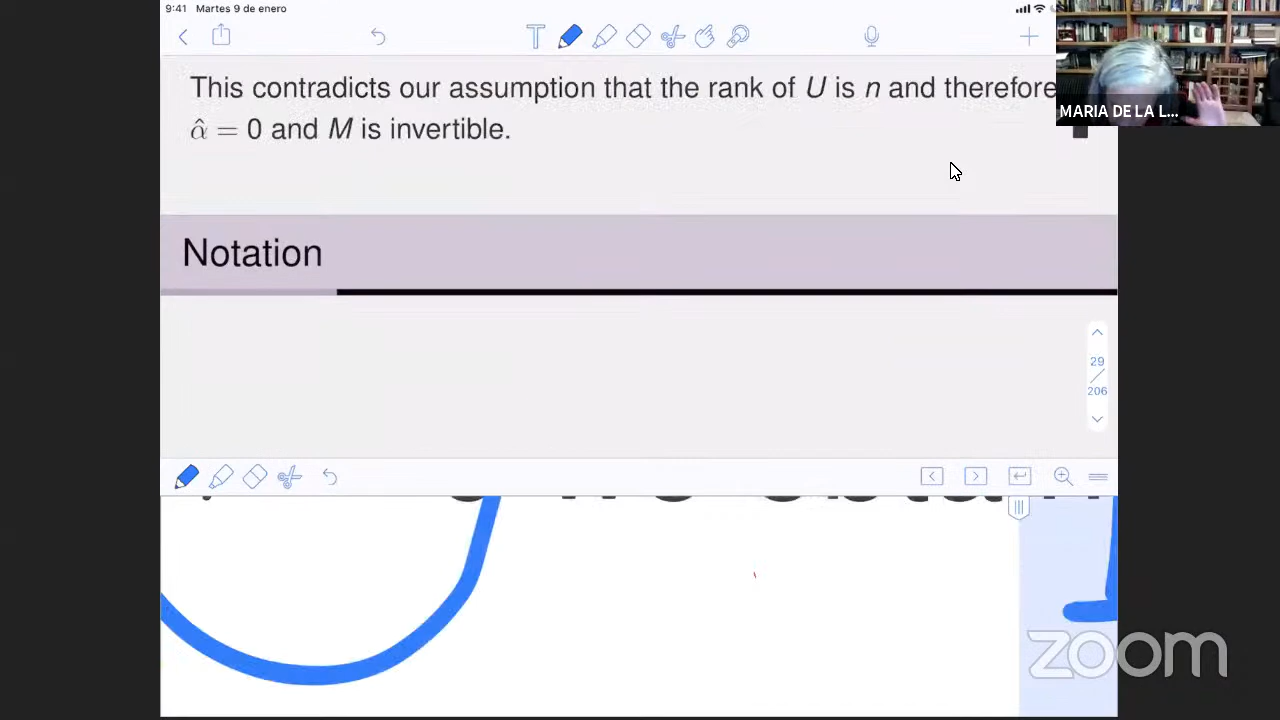 9:41 Martes 9 de enero
This contradicts our assumption that the rank of U is n and therefore
α̂ = 0 and M is invertible.
MARIA DE LA L...
Notation
29
206
zoom